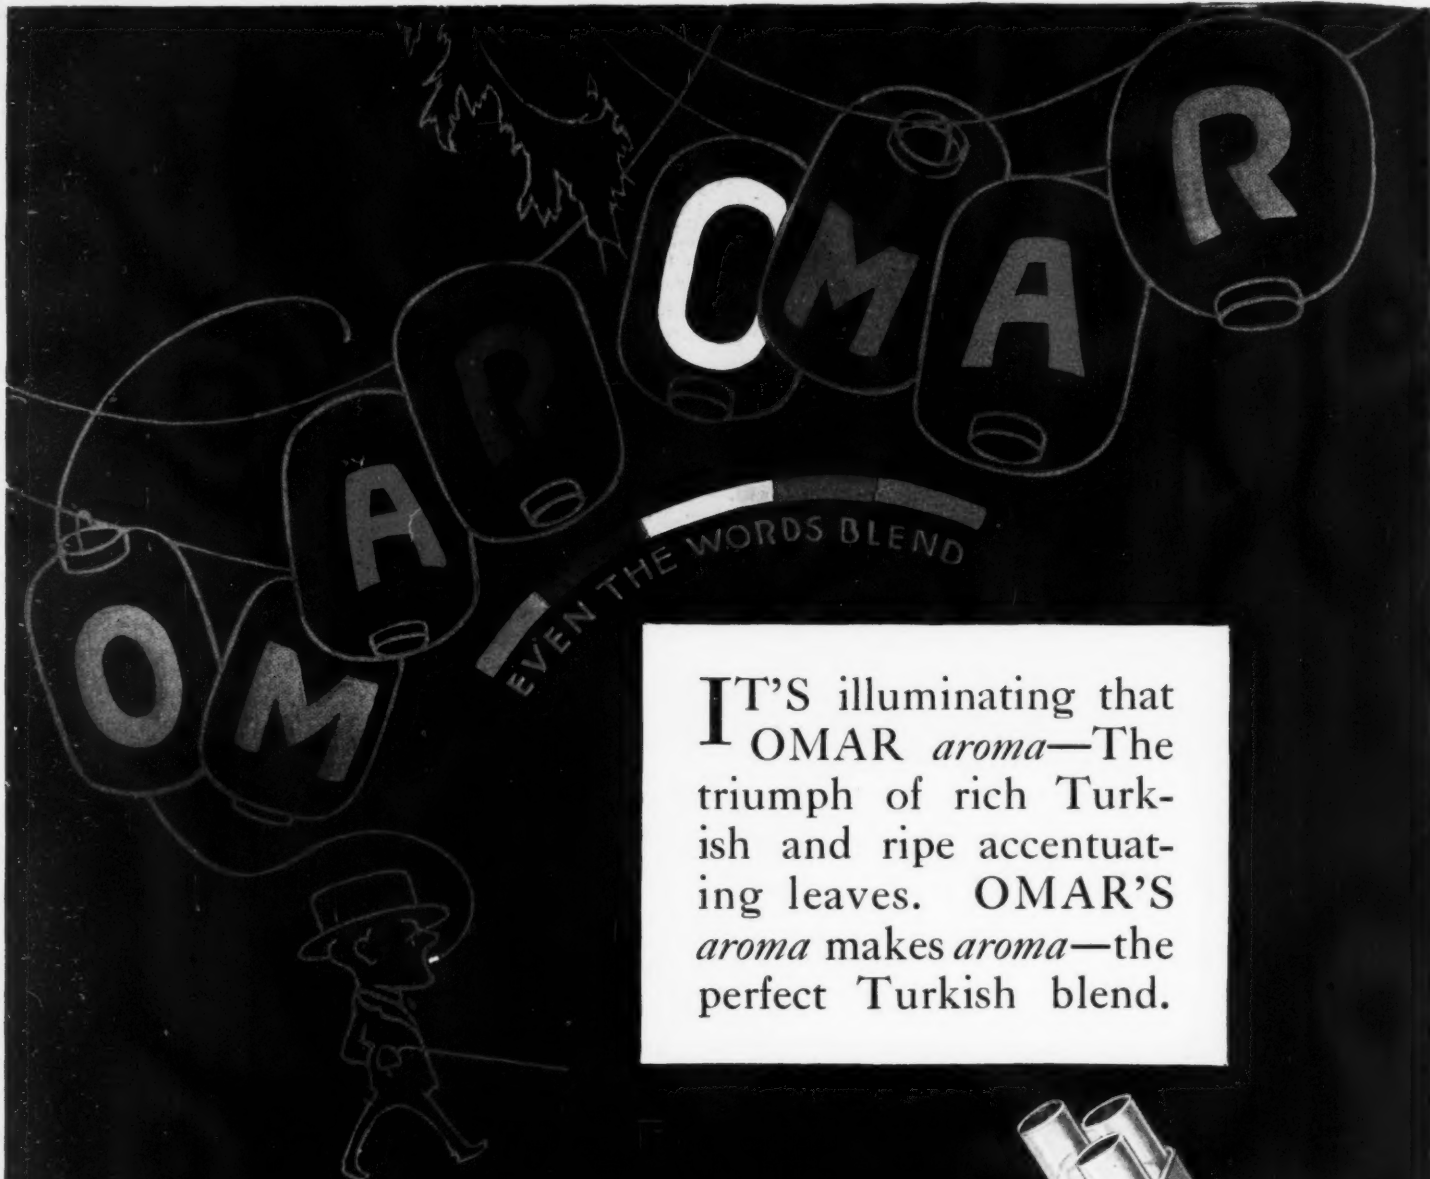 OMAR OMAR
EVEN THE WORDS BLEND
IT'S illuminating that
OMAR aroma—The
triumph of rich Turk-
ish and ripe accentuat-
ing leaves. OMAR'S
aroma makes aroma—the
perfect Turkish blend.